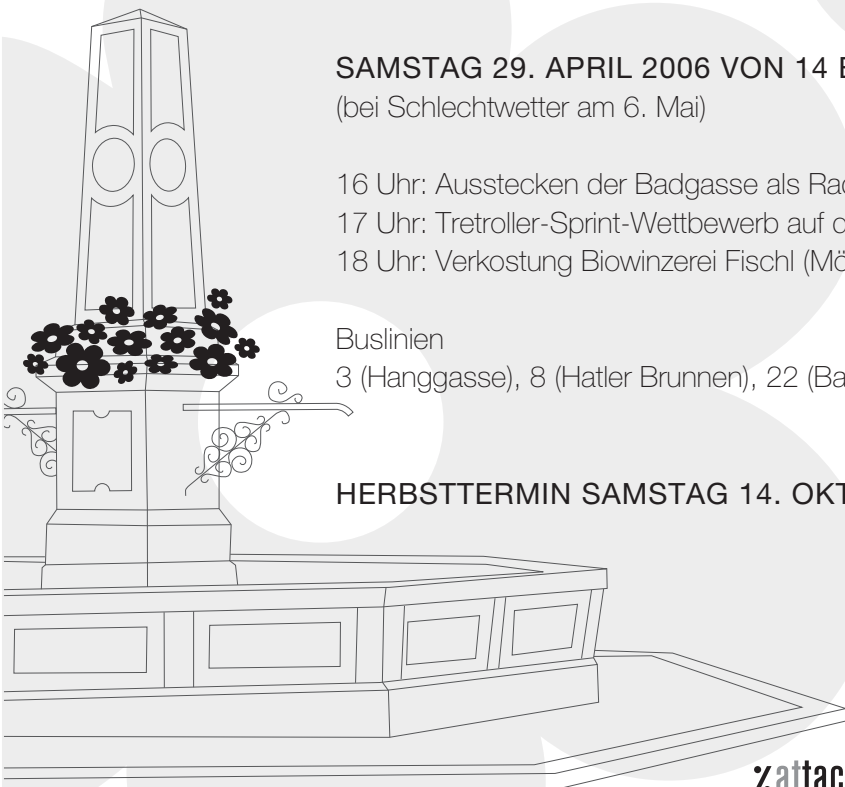 SAMSTAG 29. APRIL 2006 VON 14
(bei Schlechtwetter am 6. Mai)
16 Uhr: Ausstecken der Badgasse als
17 Uhr: Tretroller-Sprint-Wettbewerb auf
18 Uhr: Verkostung Biowinzerei Fischl
Buslinien
3 (Hanggasse), 8 (Hatler Brunnen), 22
HERBSTTERMIN SAMSTAG 14.